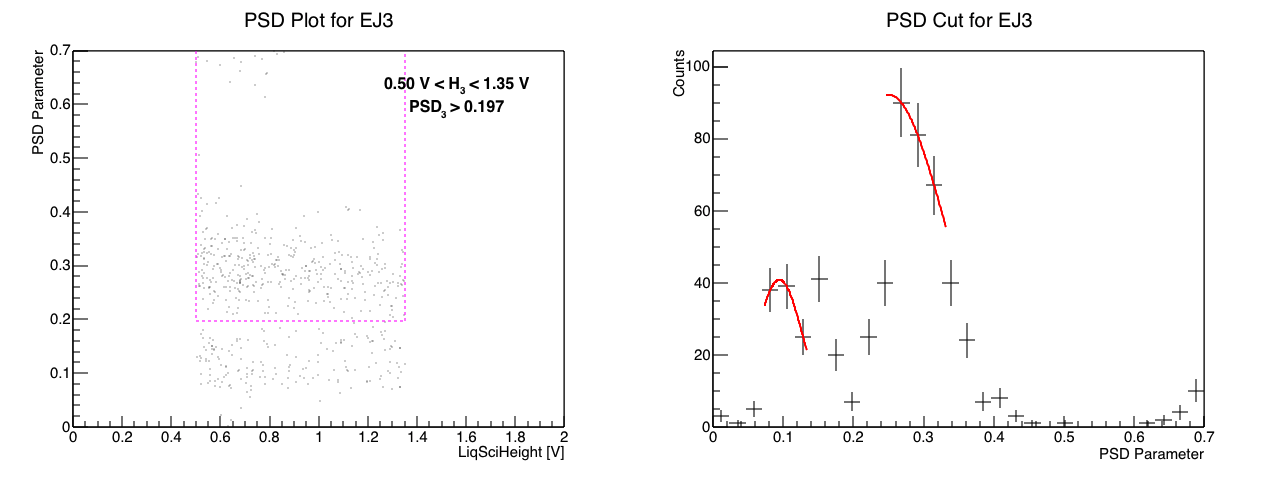 PSD Plot for EJ3
PSD Parameter
0.7
0.6
0.5
0.4
0.3
0.2
0.1
0
0.50 V < H3 < 1.35 V
PSD3 > 0.197
0 0.2 0.4 0.6 0.8 1 1.2 1.4 1.6 1.8 2
LiqSciHeight [V]
PSD Cut for EJ3
Counts
100
80
60
40
20
0
0 0.1 0.2 0.3 0.4 0.5 0.6 0.7
PSD Parameter